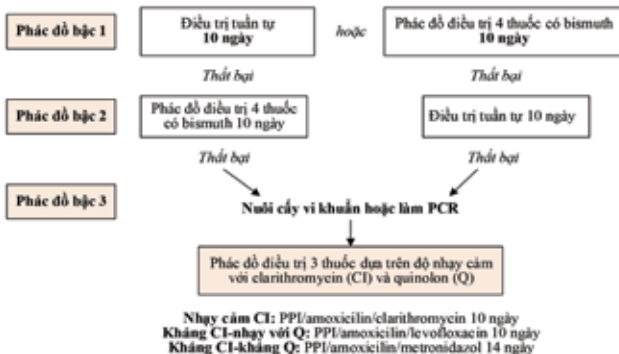 Phác đồ bậc 1
Điều trị tuần tự
10 ngày
hoặc
Phác đồ điều trị 4 thuốc có bismuth
10 ngày
Thất bại
Thất bại
Phác đồ bậc 2
Phác đồ điều trị 4 thuốc
có bismuth 10 ngày
Điều trị tuần tự 10 ngày
Thất bại
Thất bại
Phác đồ bậc 3
Nuôi cấy vi khuẩn hoặc làm PCR
Phác đồ điều trị 3 thuốc dựa trên độ nhạy cảm
với clarithromycin (CI) và quinolon (Q)
Nhạy cảm CI: PPI/amoxicilin/clarithromycin 10 ngày
Kháng CI-nhạy với Q: PPI/amoxicilin/levofloxacin 10 ngày
Kháng CI-kháng Q: PPI/amoxicilin/metronidazol 14 ngày